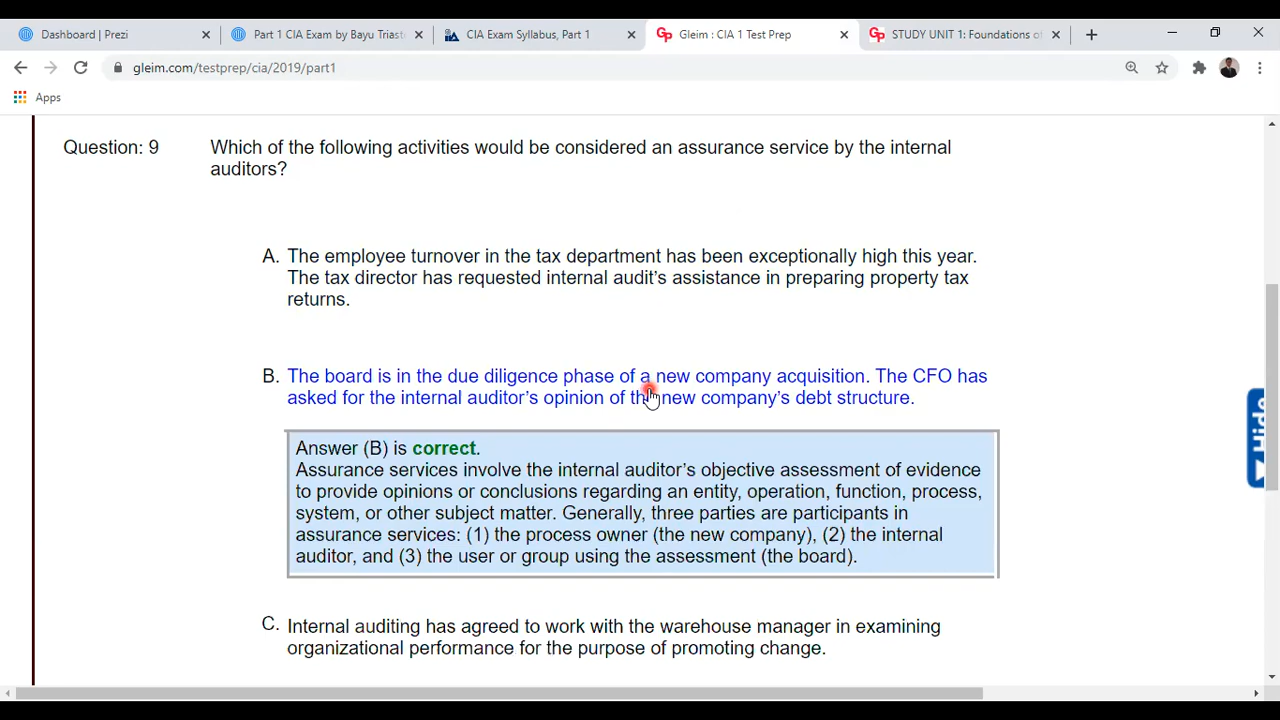 Dashboard | Prezi
Part 1 CIA Exam by Bayu Triast
CIA Exam Syllabus, Part 1
Gleim : CIA 1 Test Prep
STUDY UNIT 1: Foundations of
gleim.com/testprep/cia/2019/part1
Apps
Question: 9
Which of the following activities would be considered an assurance service by the internal
auditors?
A. The employee turnover in the tax department has been exceptionally high this year.
The tax director has requested internal audit's assistance in preparing property tax
returns.
B. The board is in the due diligence phase of a new company acquisition. The CFO has
asked for the internal auditor's opinion of the new company's debt structure.
Answer (B) is correct.
Assurance services involve the internal auditor's objective assessment of evidence
to provide opinions or conclusions regarding an entity, operation, function, process,
system, or other subject matter. Generally, three parties are participants in
assurance services: (1) the process owner (the new company), (2) the internal
auditor, and (3) the user or group using the assessment (the board).
C. Internal auditing has agreed to work with the warehouse manager in examining
organizational performance for the purpose of promoting change.
Hide